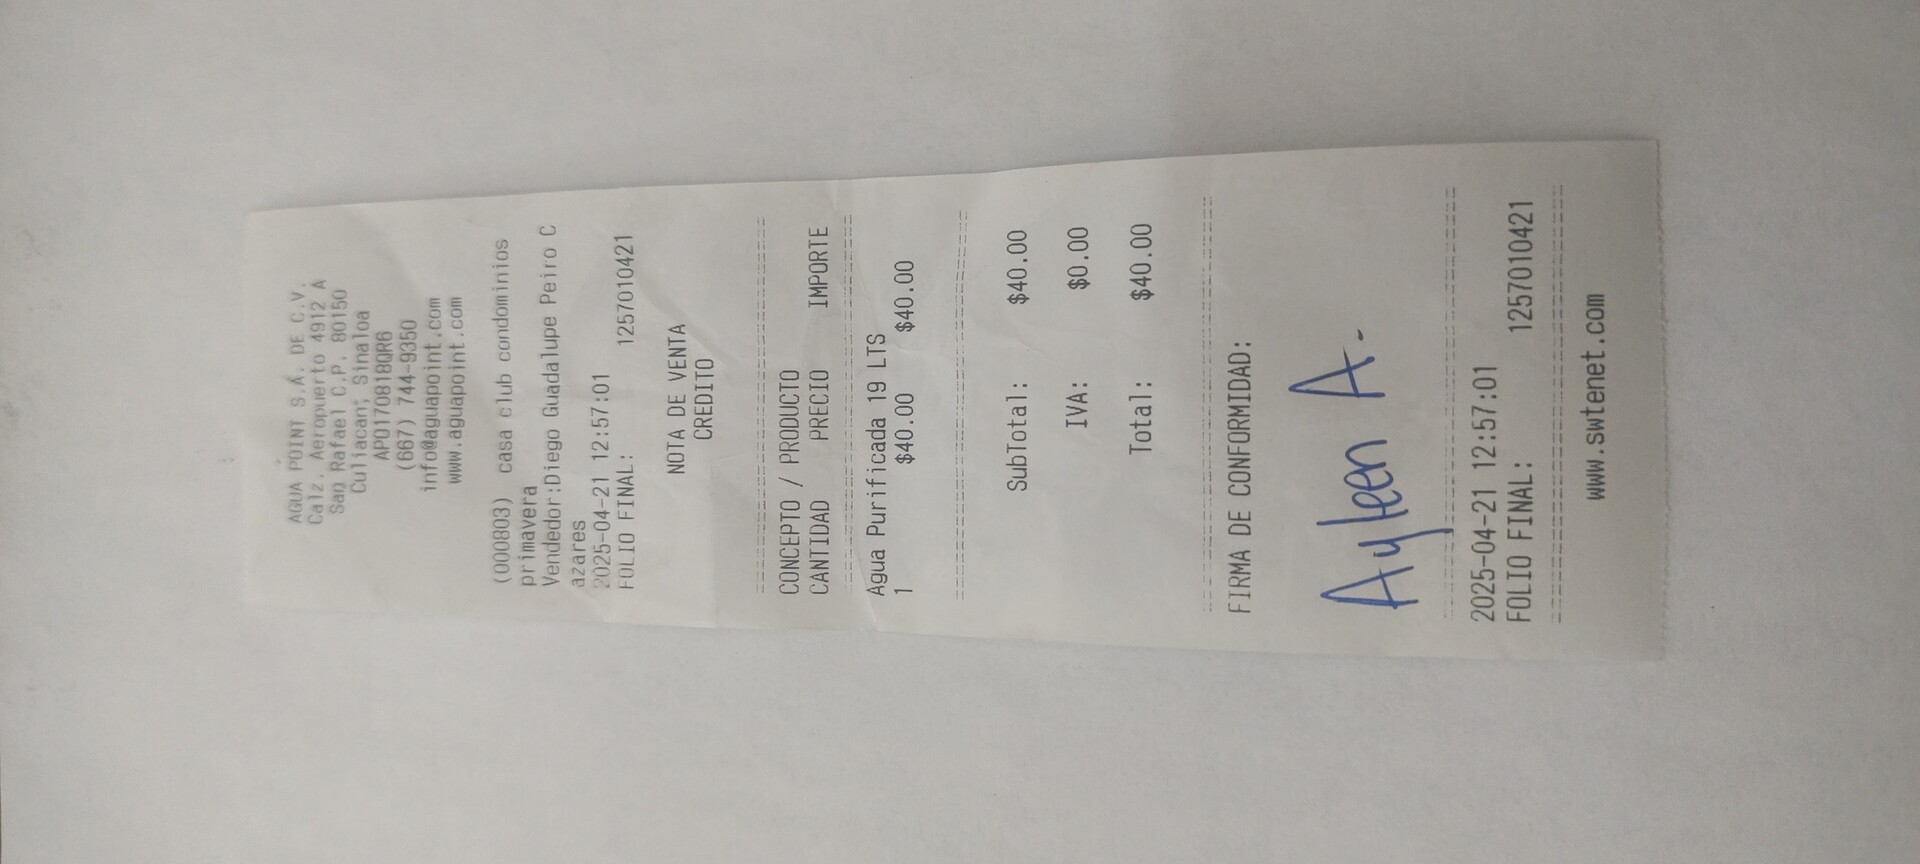 AGUA POINT S.A. DE C.V.
Calz. Aeropuerto 4912 A
San Rafael C.P. 80150
Culiacan; Sinaloa
APO170818QR6
(667) 744-9350
info@aguapoint.com
www.aguapoint.com
(000803) casa club condominios
primavera
Vendedor:Diego Guadalupe Peiro C
azares
2025-04-21 12:57:01
FOLIO FINAL: 1257010421
NOTA DE VENTA
CREDITO
CONCEPTO / PRODUCTO
CANTIDAD PRECIO IMPORTE
Agua Purificada 19 LTS
1 $40.00 $40.00
SubTotal: $40.00
IVA: $0.00
Total: $40.00
FIRMA DE CONFORMIDAD:
Ayleen A.
2025-04-21 12:57:01
FOLIO FINAL: 1257010421
www.swtenet.com